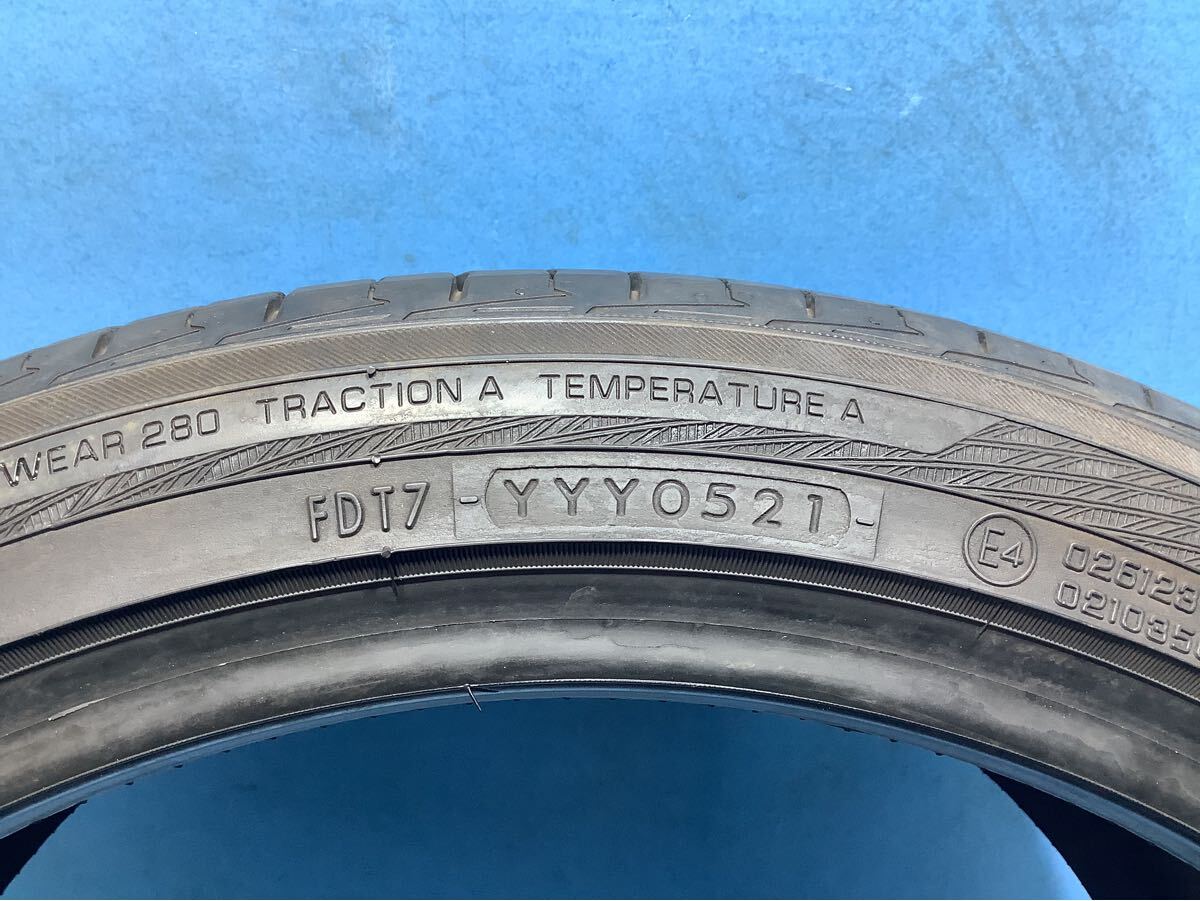 WEAR 280 TRACTION A TEMPERATURE A
FDT7 -YYY0521-
E4 026123
021035